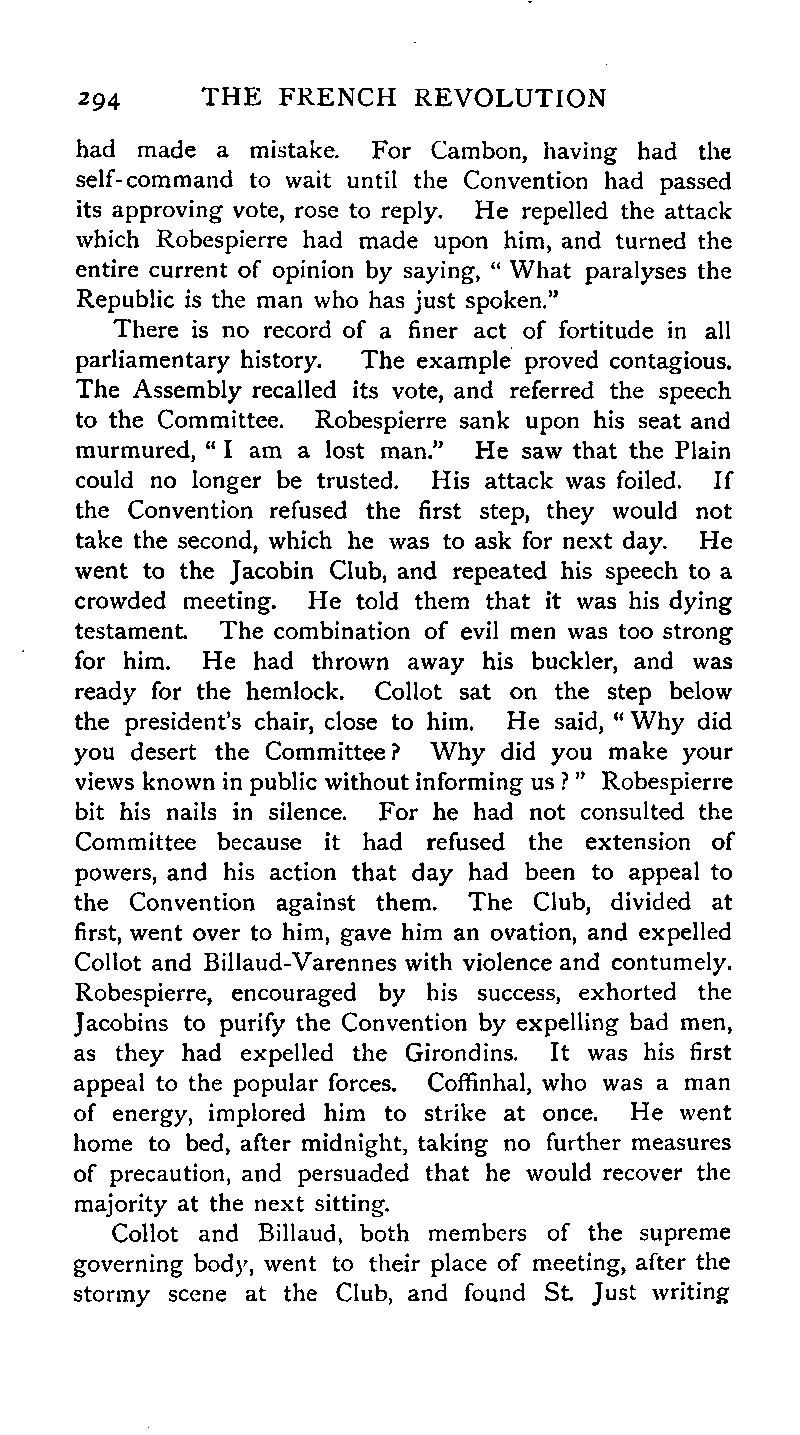 294 THE FRENCH REVOLUTION
had made a mistake. For Cambon, having had the
self-command to wait until the Convention had passed
its approving vote, rose to reply. He repelled the attack
which Robespierre had made upon him, and turned the
entire current of opinion by saying, “ What paralyses the
Republic is the man who has just spoken.”
There is no record of a finer act of fortitude in all
parliamentary history. The example proved contagious.
The Assembly recalled its vote, and referred the speech
to the Committee. Robespierre sank upon his seat and
murmured, “ I am a lost man.” He saw that the Plain
could no longer be trusted. His attack was foiled. If
the Convention refused the first step, they would not
take the second, which he was to ask for next day. He
went to the Jacobin Club, and repeated his speech to a
crowded meeting. He told them that it was his dying
testament. The combination of evil men was too strong
for him. He had thrown away his buckler, and was
ready for the hemlock. Collot sat on the step below
the president’s chair, close to him. He said, “ Why did
you desert the Committee ? Why did you make your
views known in public without informing us ? ” Robespierre
bit his nails in silence. For he had not consulted the
Committee because it had refused the extension of
powers, and his action that day had been to appeal to
the Convention against them. The Club, divided at
first, went over to him, gave him an ovation, and expelled
Collot and Billaud-Varennes with violence and contumely.
Robespierre, encouraged by his success, exhorted the
Jacobins to purify the Convention by expelling bad men,
as they had expelled the Girondins. It was his first
appeal to the popular forces. Coffinhal, who was a man
of energy, implored him to strike at once. He went
home to bed, after midnight, taking no further measures
of precaution, and persuaded that he would recover the
majority at the next sitting.
Collot and Billaud, both members of the supreme
governing body, went to their place of meeting, after the
stormy scene at the Club, and found St. Just writing